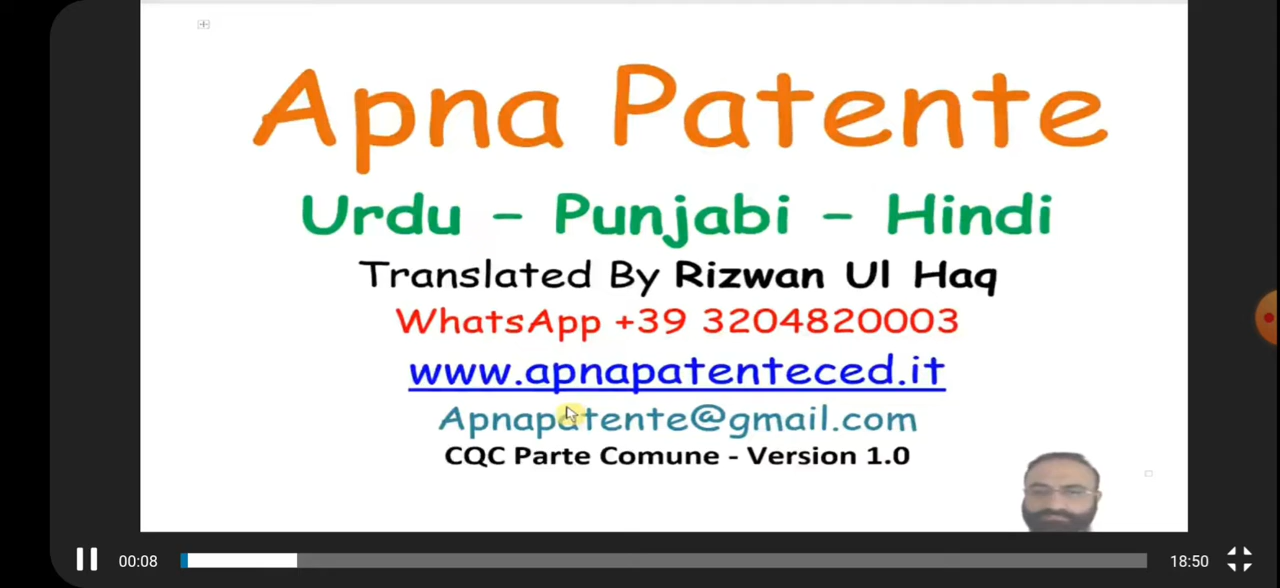 Apna Patente
Urdu – Punjabi – Hindi
Translated By Rizwan Ul Haq
WhatsApp +39 3204820003
www.apnapatenteced.it
Apnapatente@gmail.com
CQC Parte Comune - Version 1.0
00:08
18:50